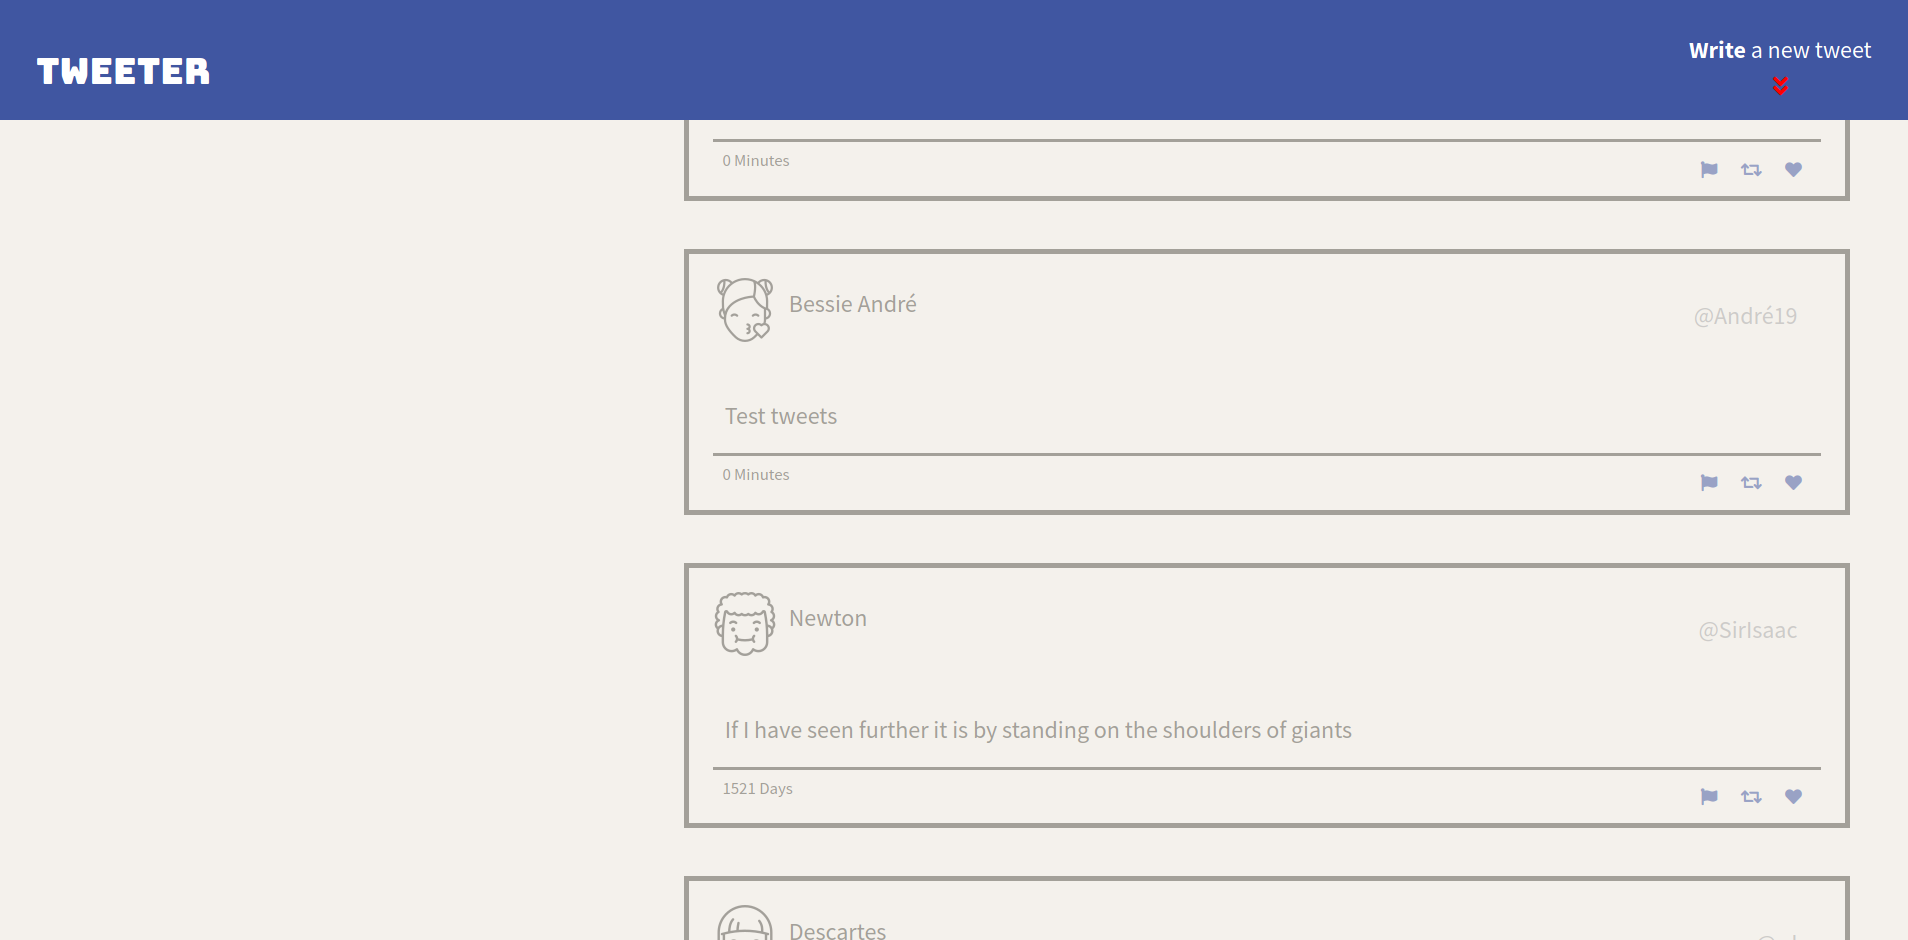 TWEETER
Write a new tweet
0 Minutes
Bessie André
@André19
Test tweets
0 Minutes
Newton
@SirIsaac
If I have seen further it is by standing on the shoulders of giants
1521 Days
Descartes